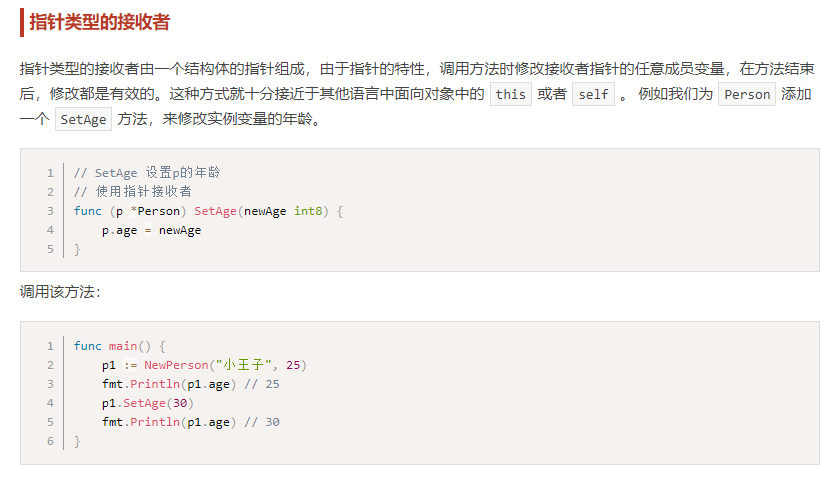 指针类型的接收者
指针类型的接收者由一个结构体的指针组成，由于指针的特性，调用方法时修改接收者指针的任意成员变量，在方法结束
后，修改都是有效的。这种方式就十分接近于其他语言中面向对象中的 this 或者 self 。 例如我们为 Person 添加
一个 SetAge 方法，来修改实例变量的年龄。
1 // SetAge 设置p的年龄
2 // 使用指针接收者
3 func (p *Person) SetAge(newAge int8) {
4     p.age = newAge
5 }
调用该方法：
1 func main() {
2     p1 := NewPerson("小王子", 25)
3     fmt.Println(p1.age) // 25
4     p1.SetAge(30)
5     fmt.Println(p1.age) // 30
6 }